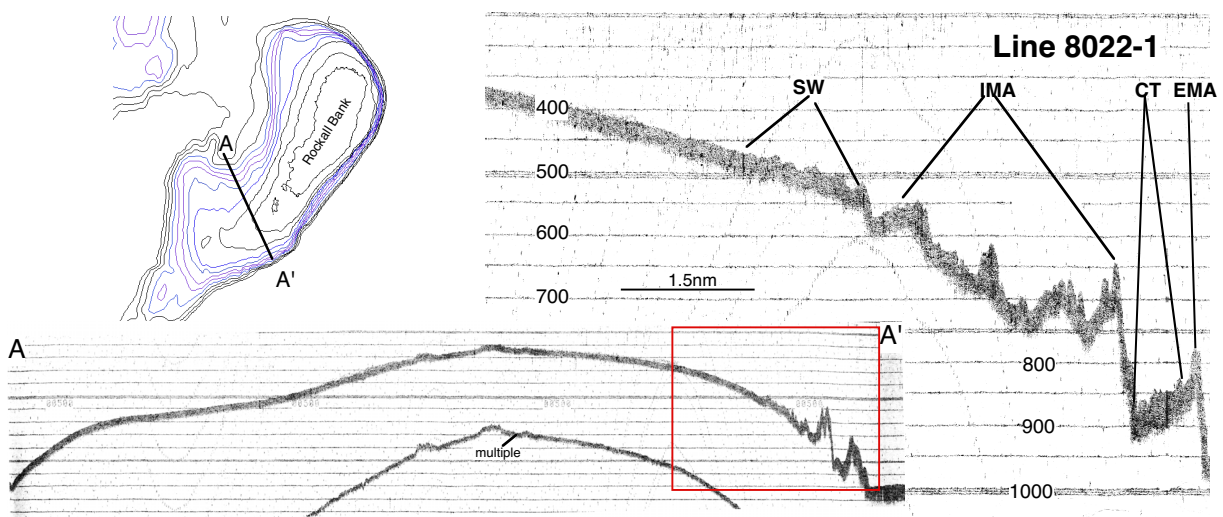 Rockall Bank
A
A'
Line 8022-1
SW
IMA
CT
EMA
400
500
600
700
800
900
1000
1.5nm
A
A'
multiple